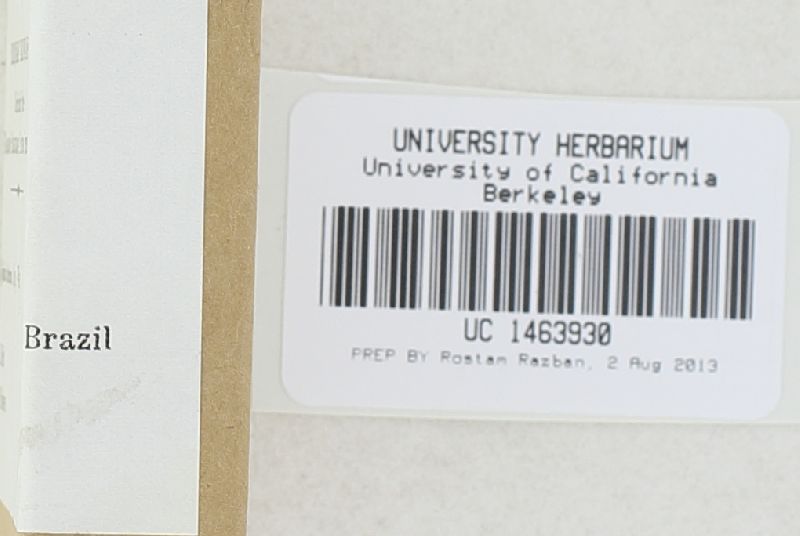 Brazil
UNIVERSITY HERBARIUM
University of California
Berkeley
UC 1463930
PREP BY Rostam Razban, 2 Aug 2013